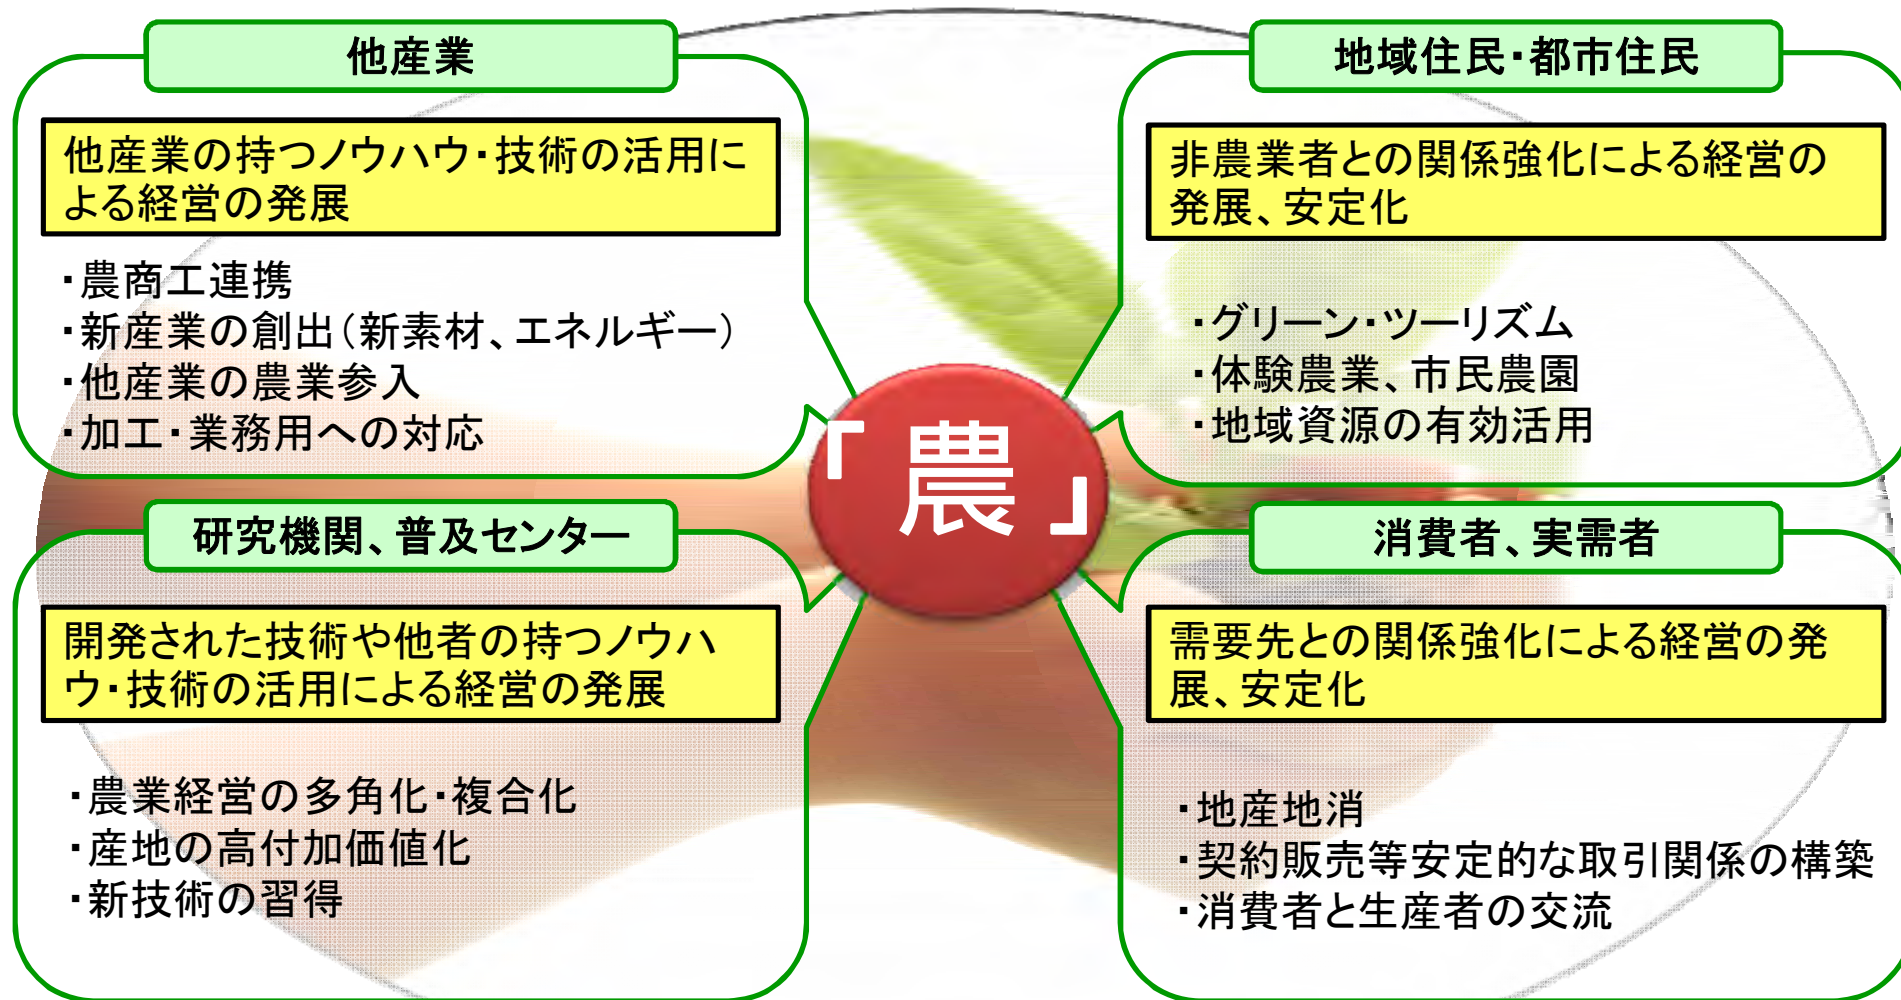 他産業
他産業の持つノウハウ・技術の活用に
よる経営の発展
・農商工連携
・新産業の創出（新素材、エネルギー）
・他産業の農業参入
・加工・業務用への対応
地域住民・都市住民
非農業者との関係強化による経営の
発展、安定化
・グリーン・ツーリズム
・体験農業、市民農園
・地域資源の有効活用
「農」
研究機関、普及センター
開発された技術や他者の持つノウハ
ウ・技術の活用による経営の発展
・農業経営の多角化・複合化
・産地の高付加価値化
・新技術の習得
消費者、実需者
需要先との関係強化による経営の発
展、安定化
・地産地消
・契約販売等安定的な取引関係の構築
・消費者と生産者の交流